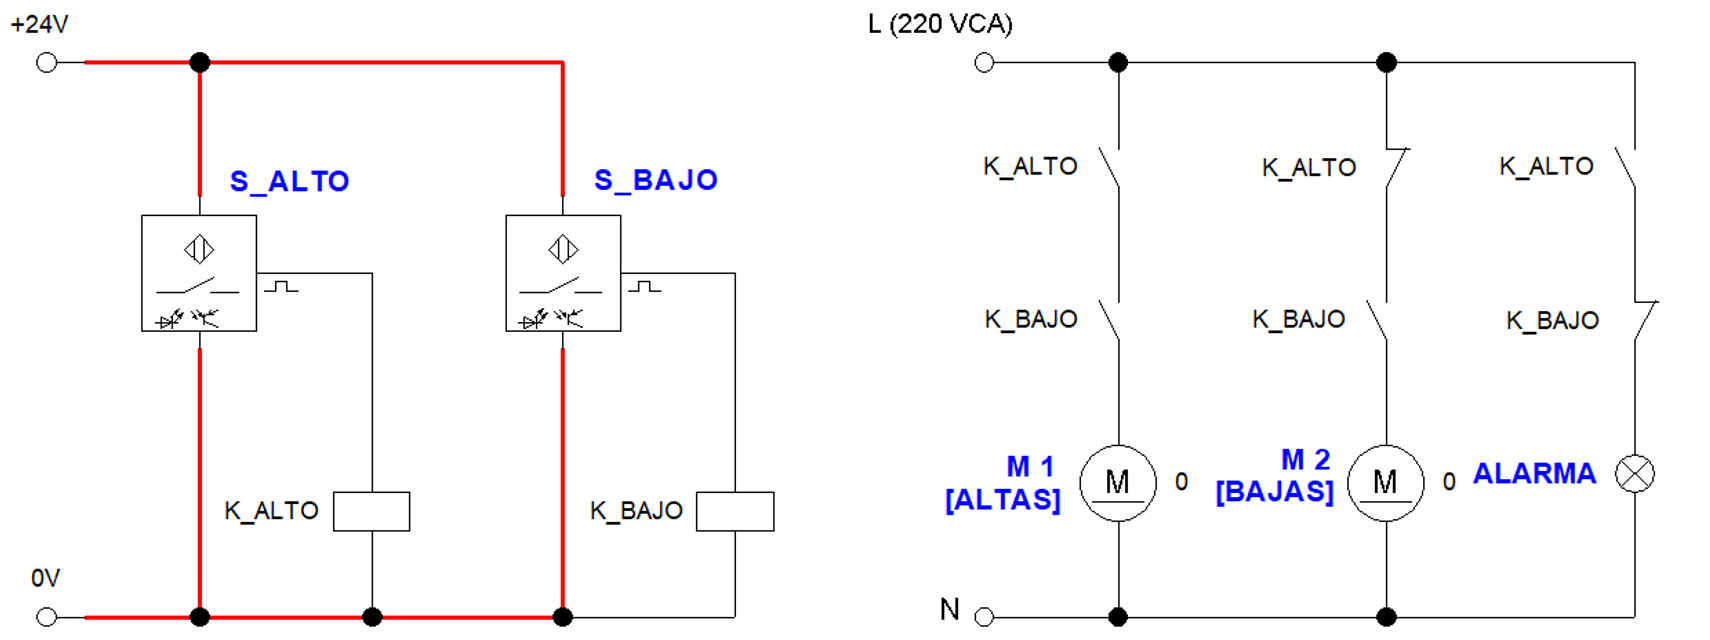 +24V
S_ALTO
S_BAJO
K_ALTO
K_BAJO
0V
L (220 VCA)
K_ALTO
K_ALTO
K_ALTO
K_BAJO
K_BAJO
K_BAJO
M 1
[ALTAS]
M
0
M 2
[BAJAS]
M
0
ALARMA
N